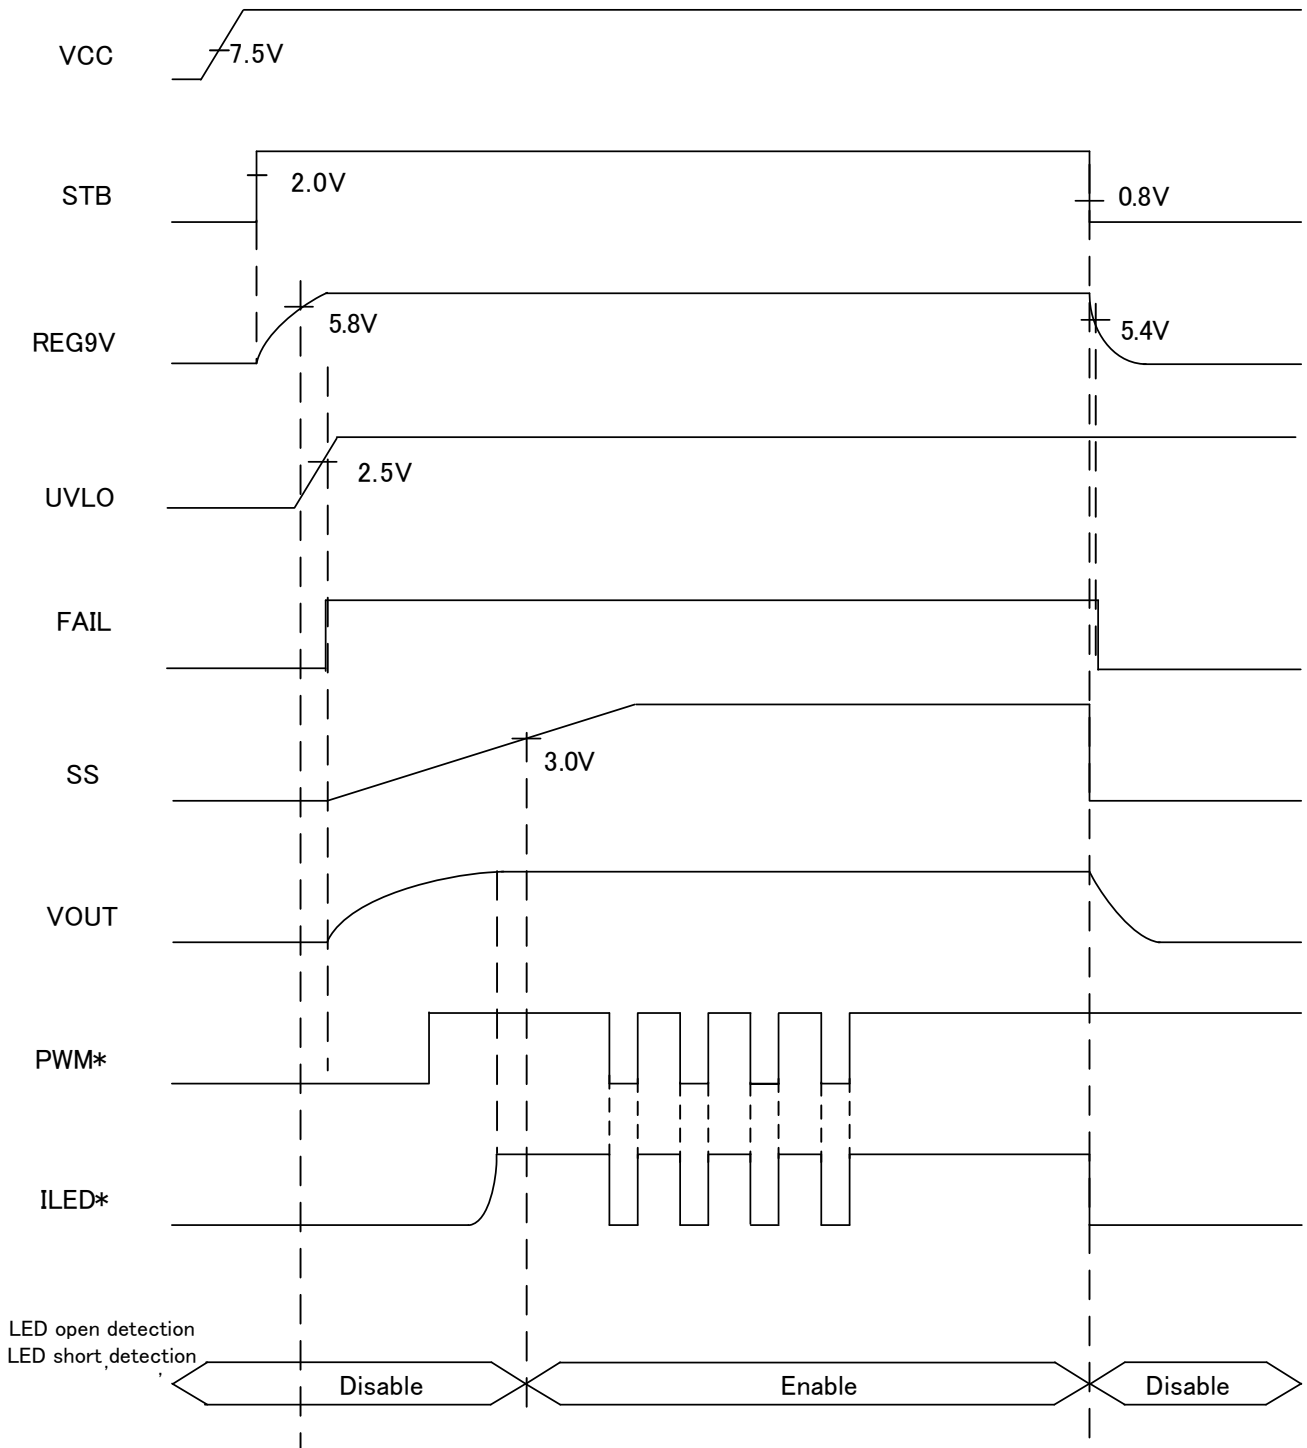 VCC
7.5V
STB
2.0V
0.8V
REG9V
5.8V
5.4V
UVLO
2.5V
FAIL
SS
3.0V
VOUT
PWM*
ILED*
LED open detection
LED short detection
, ,
Disable
Enable
Disable